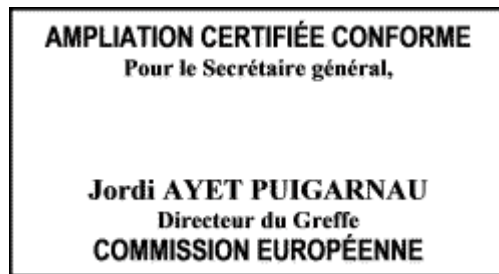 AMPLIATION CERTIFIÉE CONFORME
Pour le Secrétaire général,
Jordi AYET PUIGARNAU
Directeur du Greffe
COMMISSION EUROPÉENNE